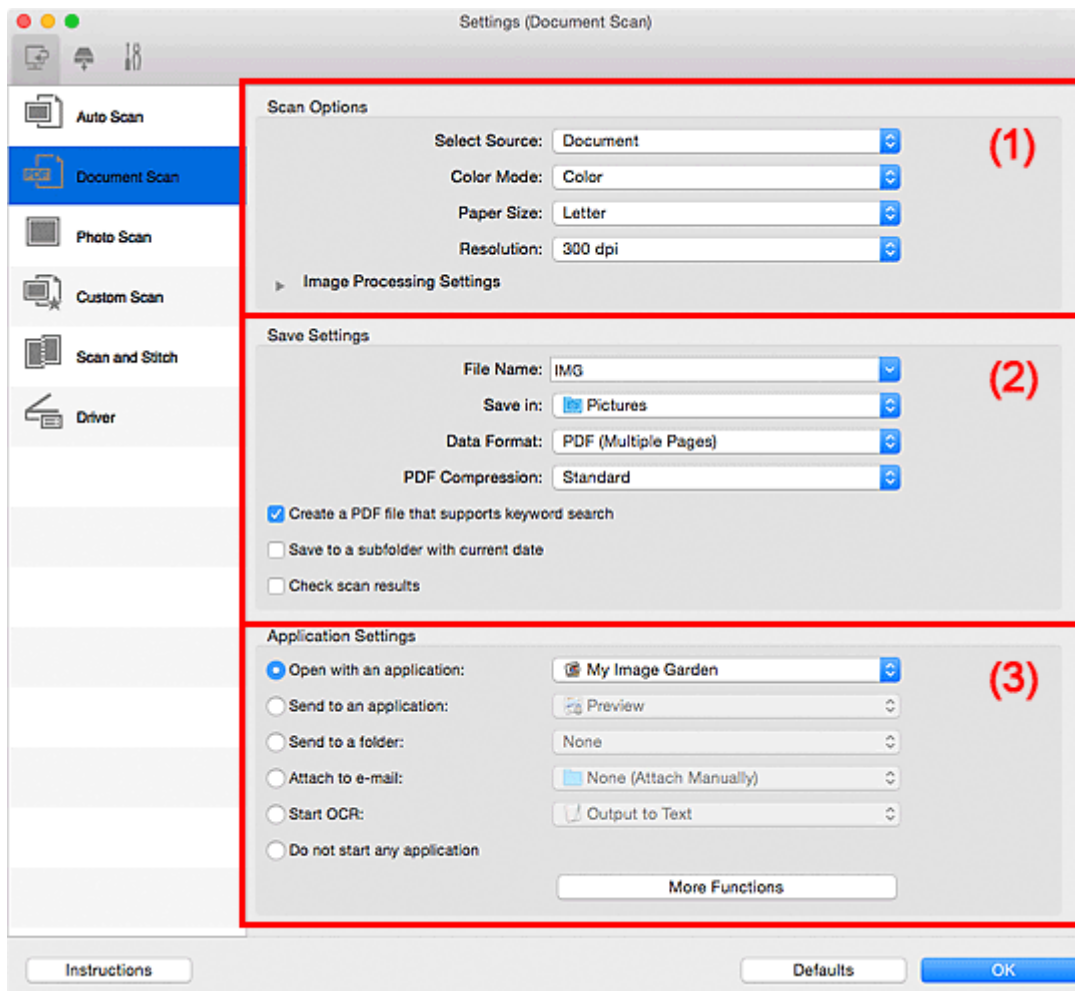 Settings (Document Scan)
Auto Scan
PDF
Document Scan
Photo Scan
Custom Scan
Scan and Stitch
Driver
Scan Options
(1)
Select Source: Document
Color Mode: Color
Paper Size: Letter
Resolution: 300 dpi
Image Processing Settings
Save Settings
(2)
File Name: IMG
Save in: Pictures
Data Format: PDF (Multiple Pages)
PDF Compression: Standard
Create a PDF file that supports keyword search
Save to a subfolder with current date
Check scan results
Application Settings
(3)
Open with an application: My Image Garden
Send to an application: Preview
Send to a folder: None
Attach to e-mail: None (Attach Manually)
Start OCR: Output to Text
Do not start any application
More Functions
Instructions
Defaults
OK